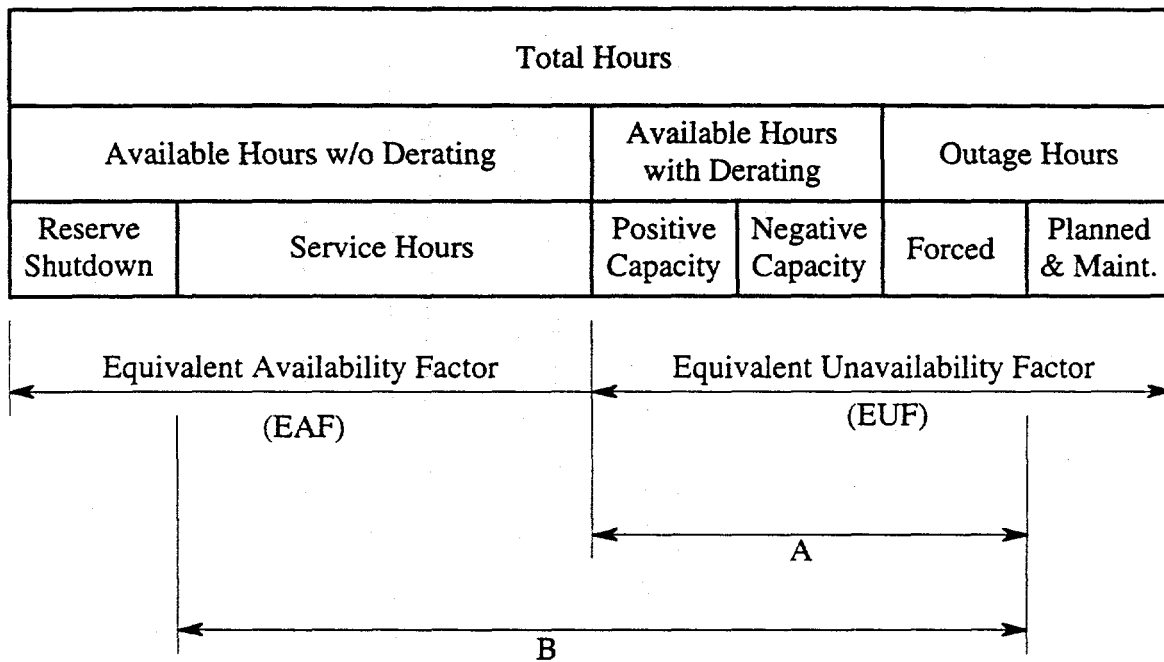 Total Hours
Available Hours w/o Derating
Available Hours
with Derating
Outage Hours
Reserve
Shutdown
Service Hours
Positive
Capacity
Negative
Capacity
Forced
Planned
& Maint.
Equivalent Availability Factor
(EAF)
Equivalent Unavailability Factor
(EUF)
A
B